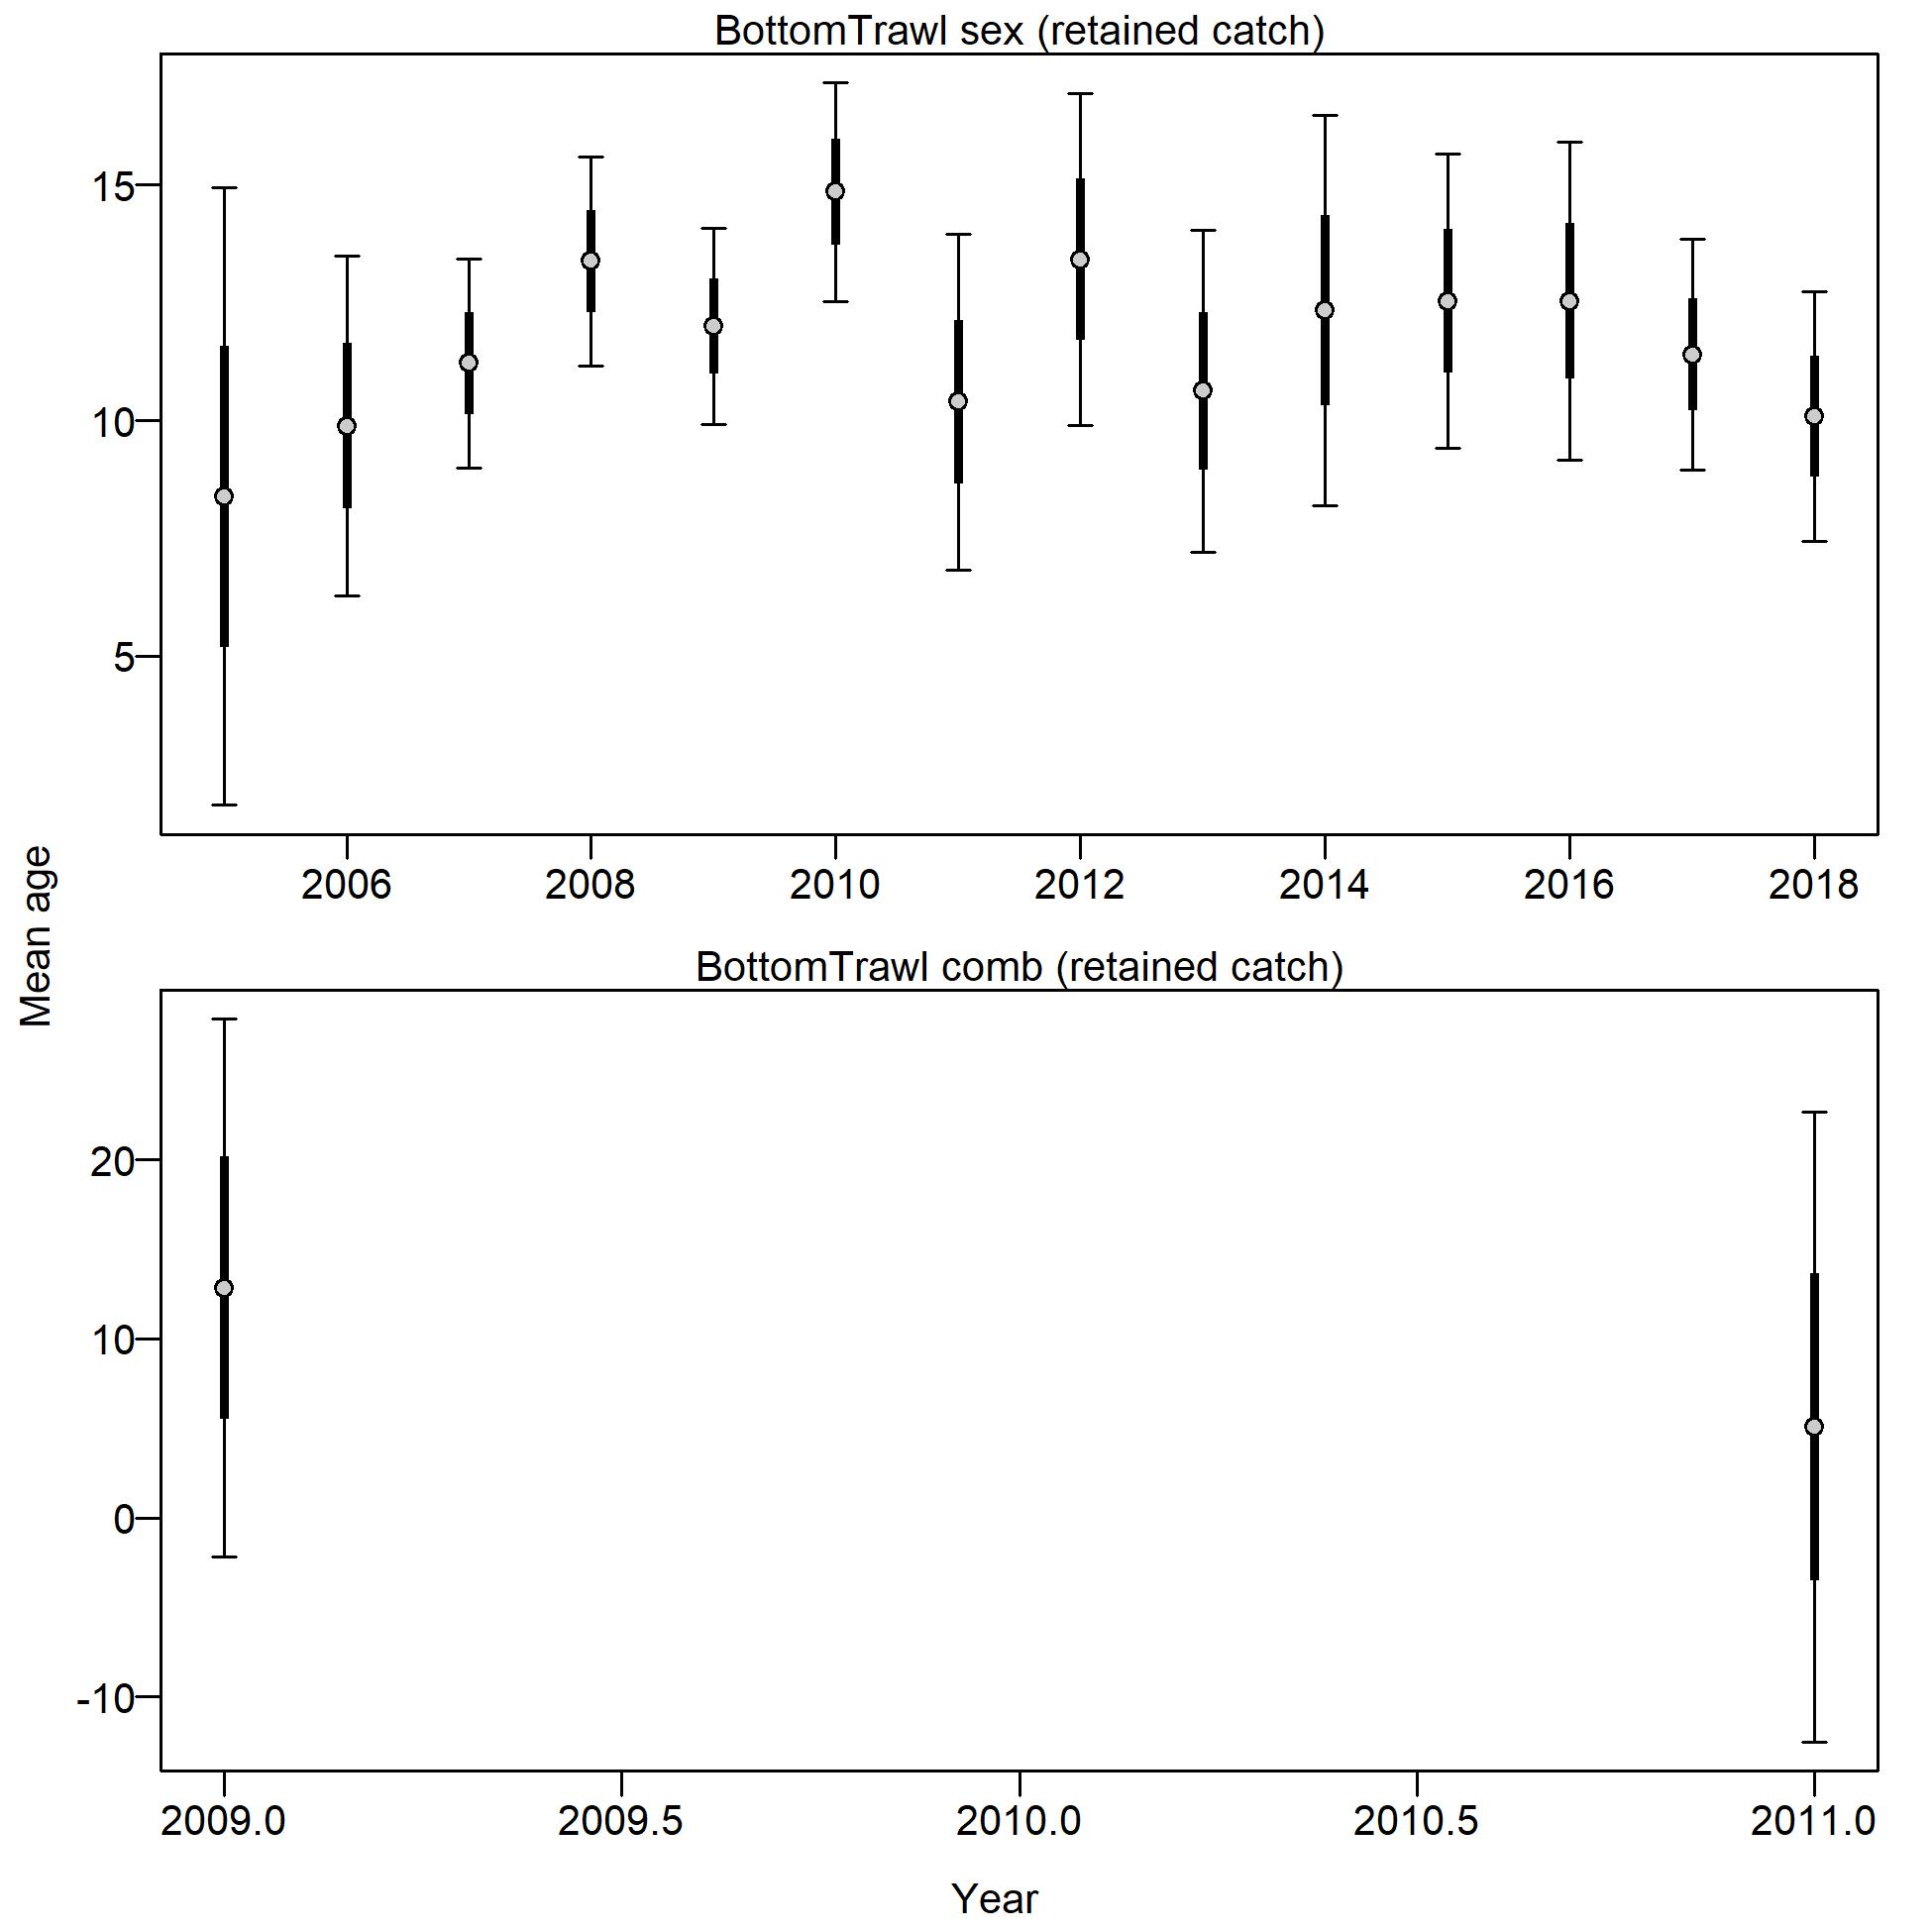 BottomTrawl sex (retained catch)
15
10
5
2006 2008 2010 2012 2014 2016 2018
Mean age
BottomTrawl comb (retained catch)
20
10
0
-10
2009.0 2009.5 2010.0 2010.5 2011.0
Year